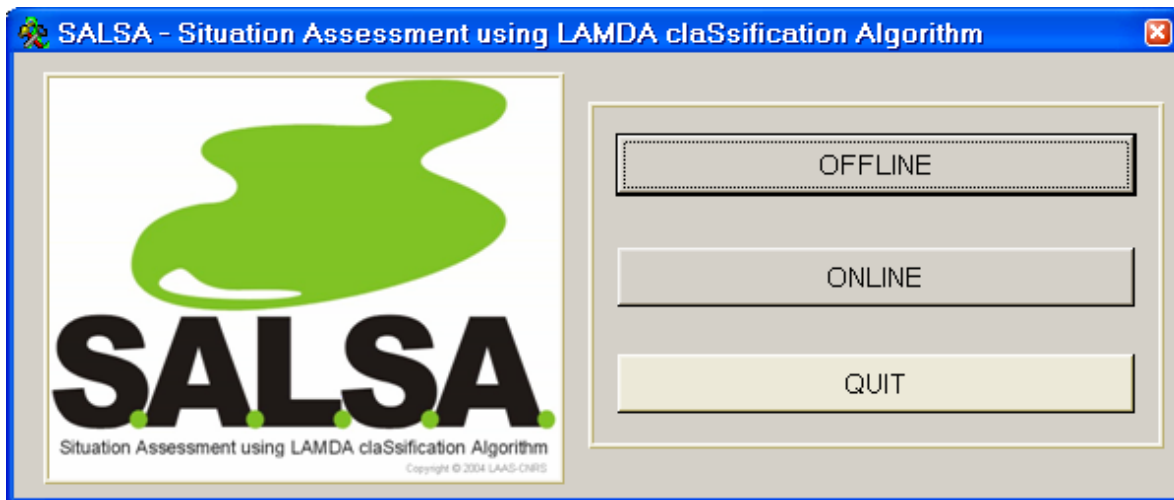 SALSA - Situation Assessment using LAMDA claSsification Algorithm
S.A.L.S.A.
Situation Assessment using LAMDA claSsification Algorithm
Copyright © 2004 LAAS-CNRS
OFFLINE
ONLINE
QUIT